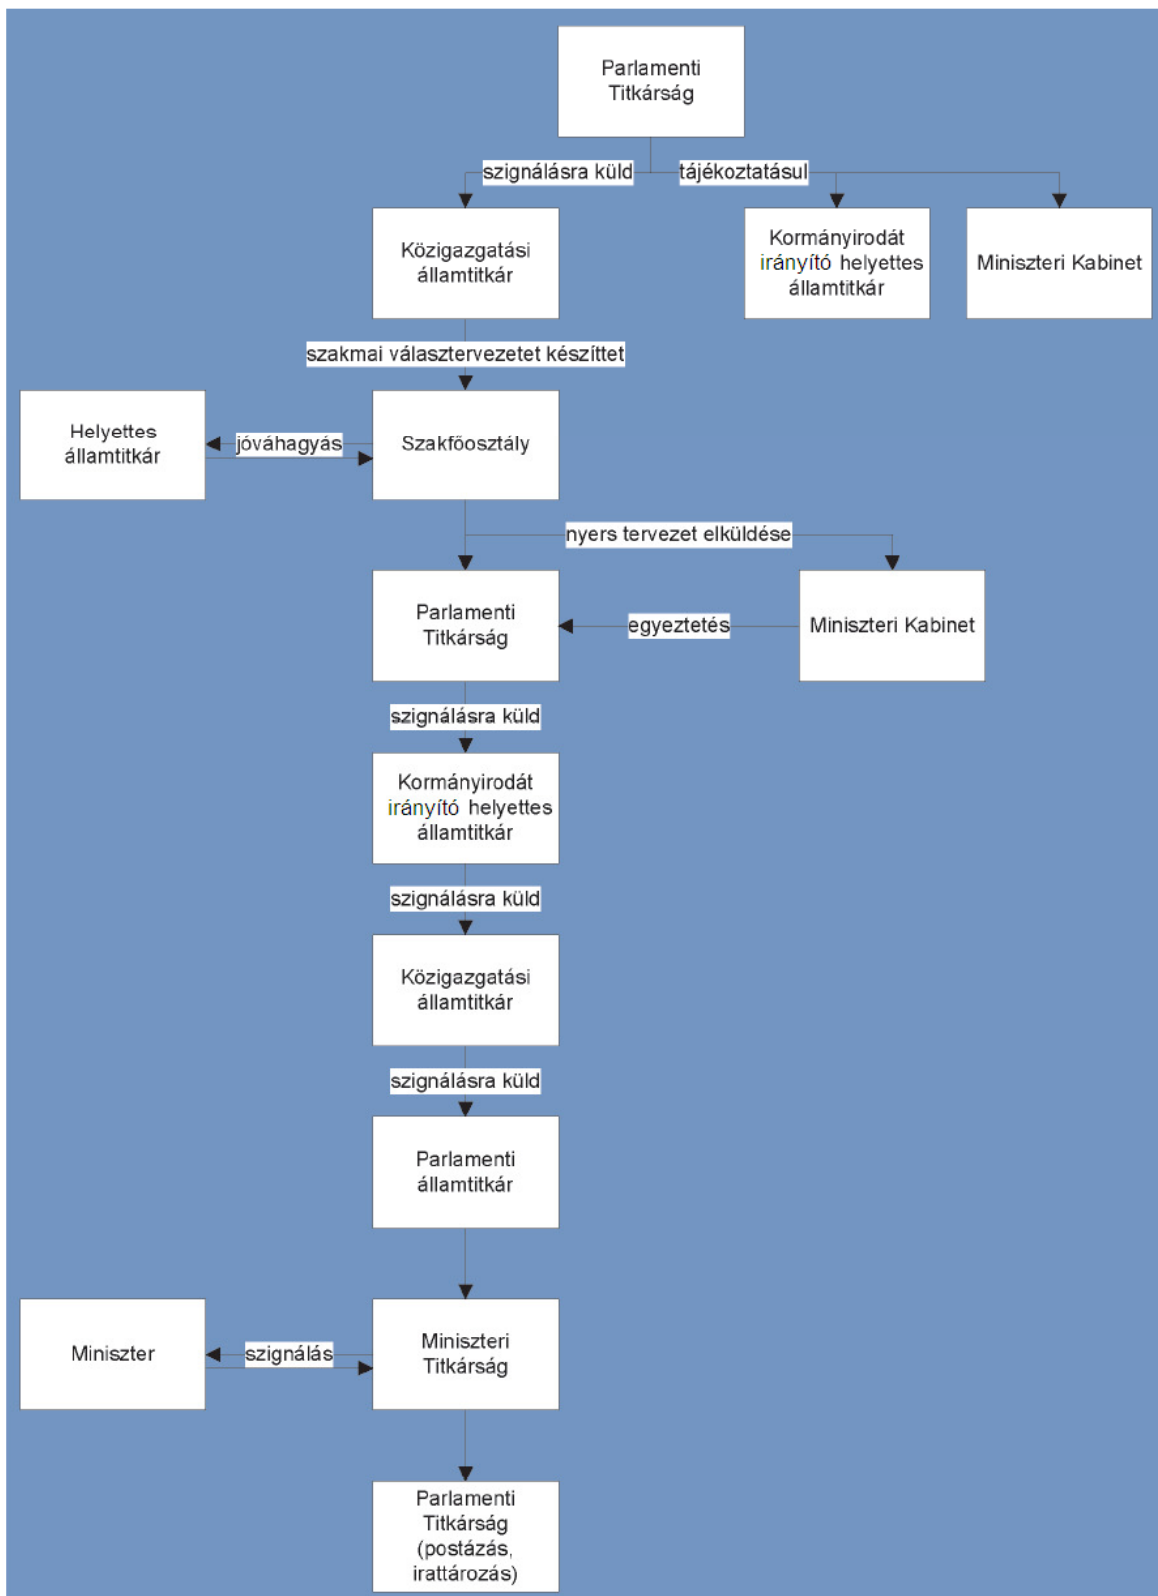 Parlamenti
Titkárság
szignálásra küld
tájékoztatásul
Közigazgatási
államtitkár
Kormányirodát
irányító helyettes
államtitkár
Miniszteri Kabinet
szakmai választervezetet készíttet
Helyettes
államtitkár
jóváhagyás
Szakfőosztály
nyers tervezet elküldése
Parlamenti
Titkárság
egyeztetés
Miniszteri Kabinet
szignálásra küld
Kormányirodát
irányító helyettes
államtitkár
szignálásra küld
Közigazgatási
államtitkár
szignálásra küld
Parlamenti
államtitkár
Miniszter
szignálás
Miniszteri
Titkárság
Parlamenti
Titkárság
(postázás,
irattározás)